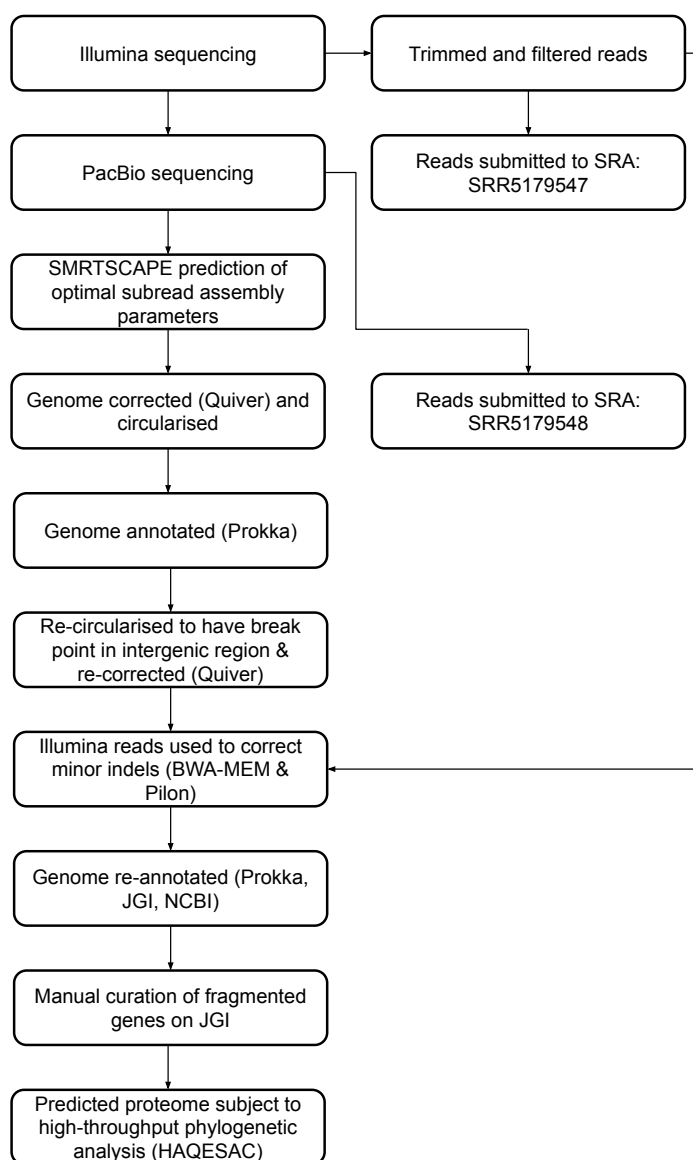 Illumina sequencing
Trimmed and filtered reads
PacBio sequencing
Reads submitted to SRA:
SRR5179547
SMRTSCAPE prediction of
optimal subread assembly
parameters
Genome corrected (Quiver) and
circularised
Reads submitted to SRA:
SRR5179548
Genome annotated (Prokka)
Re-circularised to have break
point in intergenic region &
re-corrected (Quiver)
Illumina reads used to correct
minor indels (BWA-MEM &
Pilon)
Genome re-annotated (Prokka,
JGI, NCBI)
Manual curation of fragmented
genes on JGI
Predicted proteome subject to
high-throughput phylogenetic
analysis (HAQESAC)